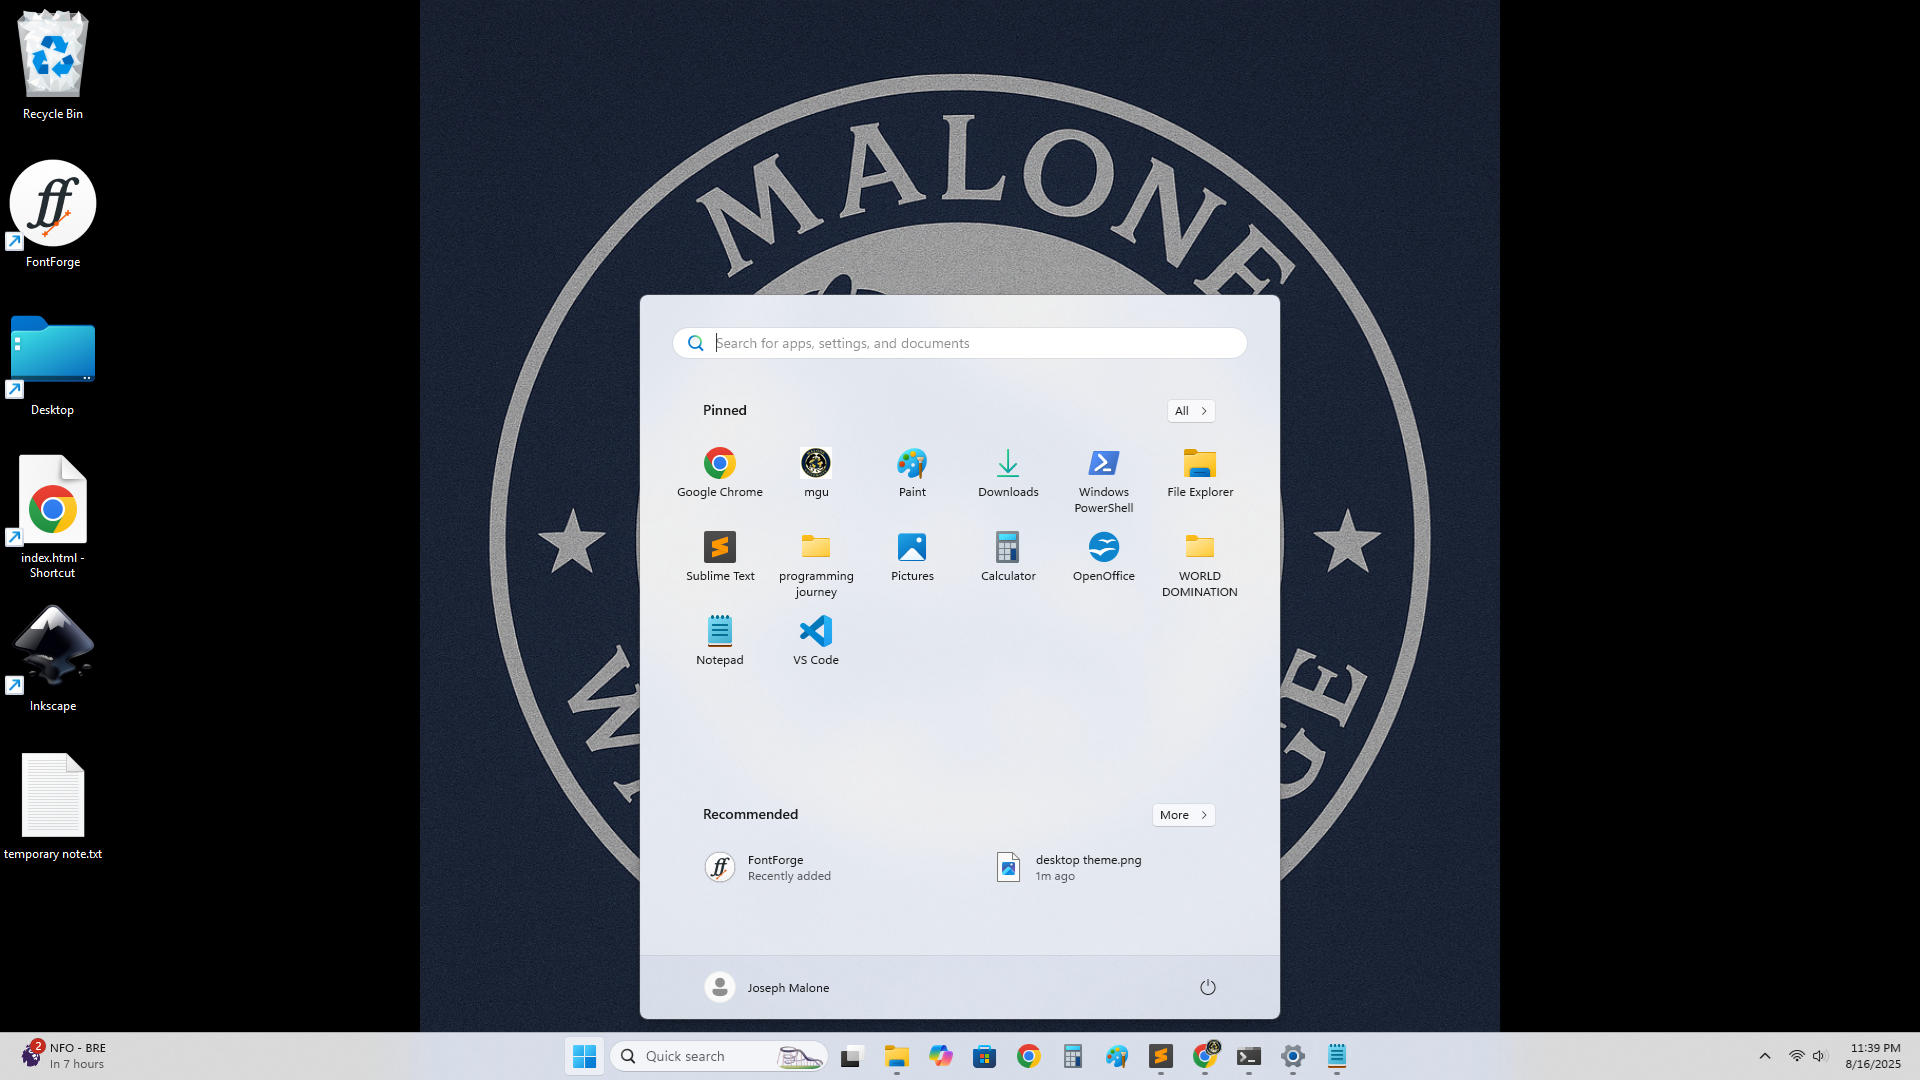 Recycle Bin
FontForge
Desktop
index.html -
Shortcut
Inkscape
temporary note.txt
MALONE
W
GE
Search for apps, settings, and documents
Pinned
All
Google Chrome
mgu
Paint
Downloads
Windows
PowerShell
File Explorer
Sublime Text
programming
journey
Pictures
Calculator
OpenOffice
WORLD
DOMINATION
Notepad
VS Code
Recommended
More
FontForge
Recently added
desktop theme.png
1m ago
Joseph Malone
2
NFO - BRE
In 7 hours
Quick search
11:39 PM
8/16/2025